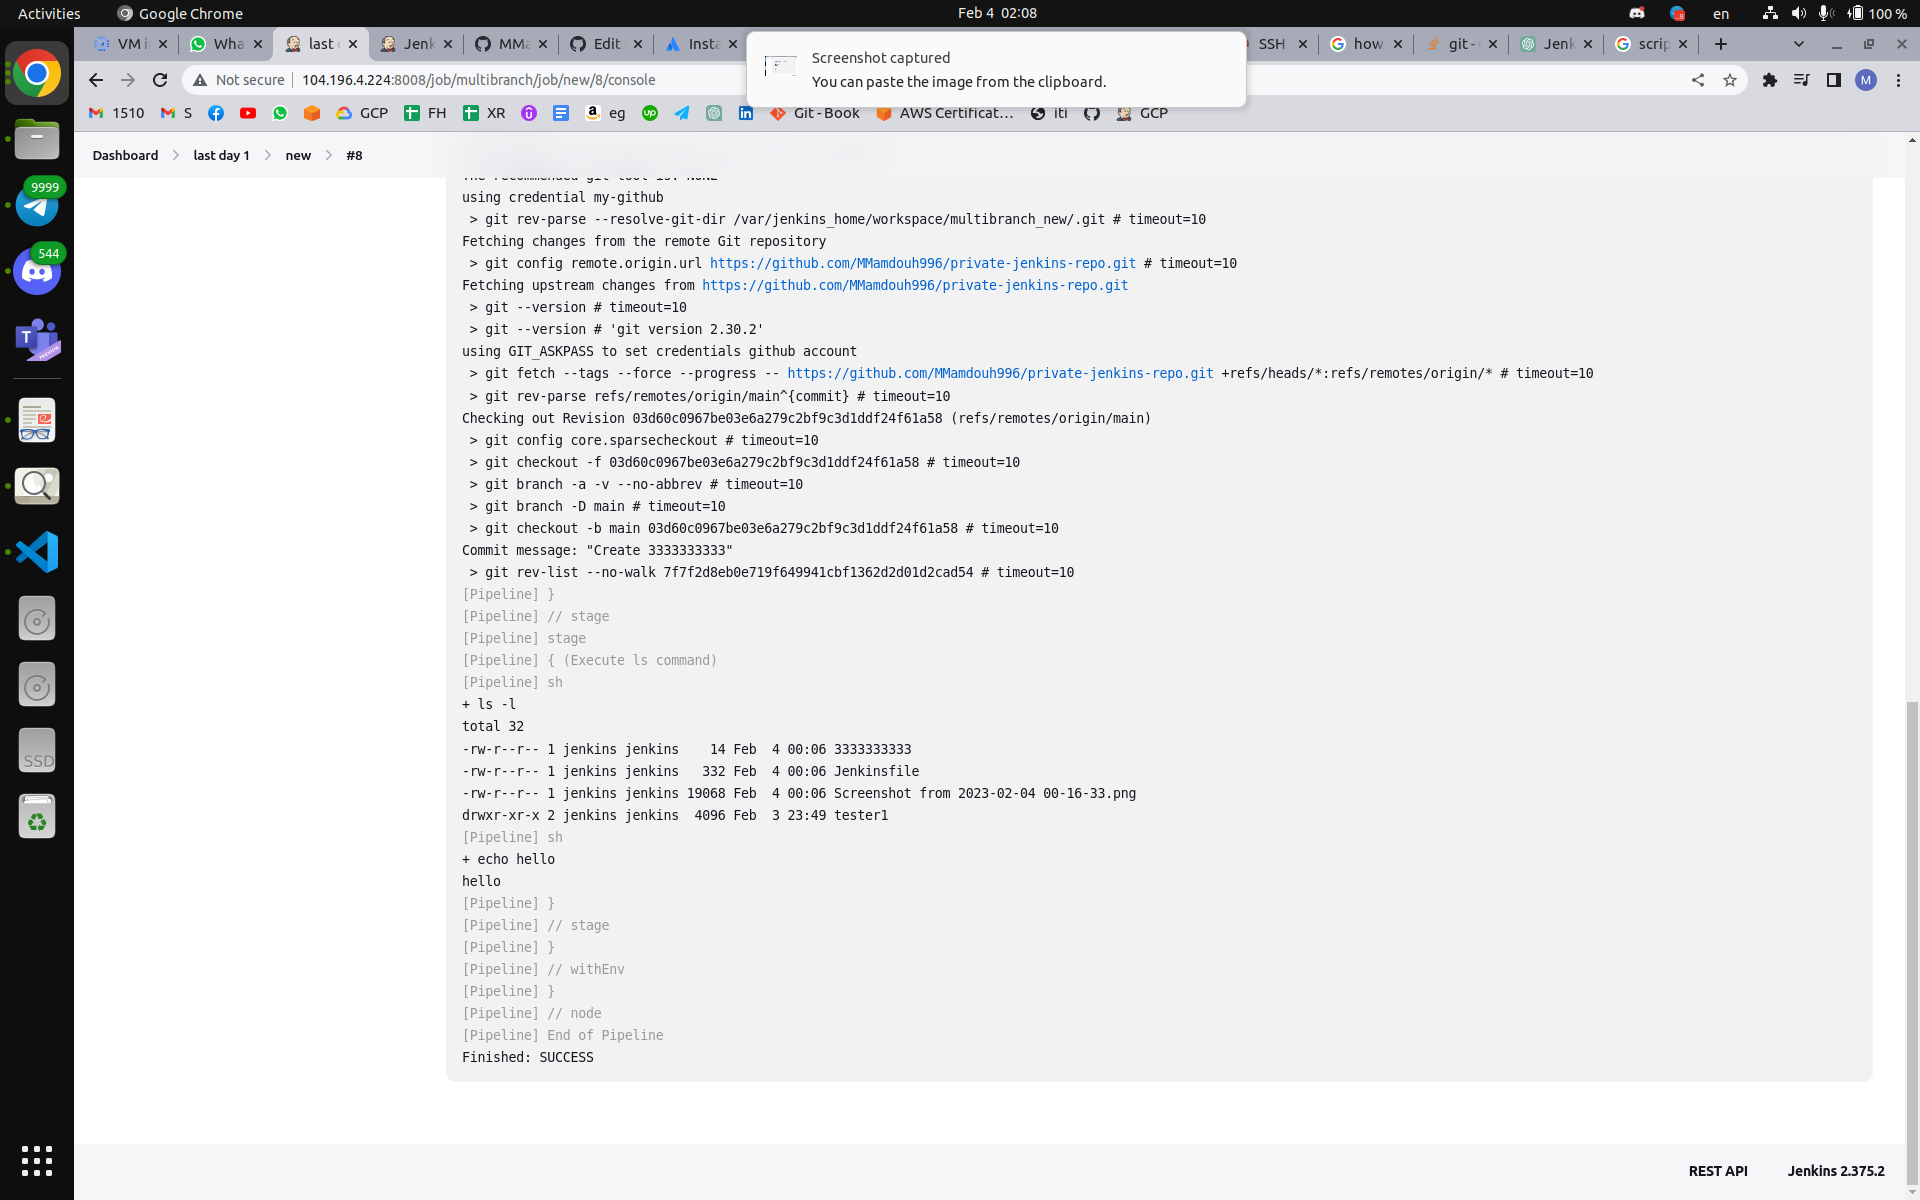 Activities Google Chrome Feb 4 02:08 en 100 %
VM i Wha last Jenk MMa Edit Insta SSH how git - Jenk scrip
Screenshot captured
You can paste the image from the clipboard.
Not secure 104.196.4.224:8008/job/multibranch/job/new/8/console M
1510 S GCP FH XR eg Git - Book AWS Certificat... iti GCP
Dashboard last day 1 new #8
9999
544
T
PREVIEW
SSD
The recommended git tool is: NONE
using credential my-github
> git rev-parse --resolve-git-dir /var/jenkins_home/workspace/multibranch_new/.git # timeout=10
Fetching changes from the remote Git repository
> git config remote.origin.url https://github.com/MMamdouh996/private-jenkins-repo.git # timeout=10
Fetching upstream changes from https://github.com/MMamdouh996/private-jenkins-repo.git
> git --version # timeout=10
> git --version # 'git version 2.30.2'
using GIT_ASKPASS to set credentials github account
> git fetch --tags --force --progress -- https://github.com/MMamdouh996/private-jenkins-repo.git +refs/heads/*:refs/remotes/origin/* # timeout=10
> git rev-parse refs/remotes/origin/main^{commit} # timeout=10
Checking out Revision 03d60c0967be03e6a279c2bf9c3d1ddf24f61a58 (refs/remotes/origin/main)
> git config core.sparsecheckout # timeout=10
> git checkout -f 03d60c0967be03e6a279c2bf9c3d1ddf24f61a58 # timeout=10
> git branch -a -v --no-abbrev # timeout=10
> git branch -D main # timeout=10
> git checkout -b main 03d60c0967be03e6a279c2bf9c3d1ddf24f61a58 # timeout=10
Commit message: "Create 3333333333"
> git rev-list --no-walk 7f7f2d8eb0e719f649941cbf1362d2d01d2cad54 # timeout=10
[Pipeline] }
[Pipeline] // stage
[Pipeline] stage
[Pipeline] { (Execute ls command)
[Pipeline] sh
+ ls -l
total 32
-rw-r--r-- 1 jenkins jenkins 14 Feb 4 00:06 3333333333
-rw-r--r-- 1 jenkins jenkins 332 Feb 4 00:06 Jenkinsfile
-rw-r--r-- 1 jenkins jenkins 19068 Feb 4 00:06 Screenshot from 2023-02-04 00-16-33.png
drwxr-xr-x 2 jenkins jenkins 4096 Feb 3 23:49 tester1
[Pipeline] sh
+ echo hello
hello
[Pipeline] }
[Pipeline] // stage
[Pipeline] }
[Pipeline] // withEnv
[Pipeline] }
[Pipeline] // node
[Pipeline] End of Pipeline
Finished: SUCCESS
REST API Jenkins 2.375.2